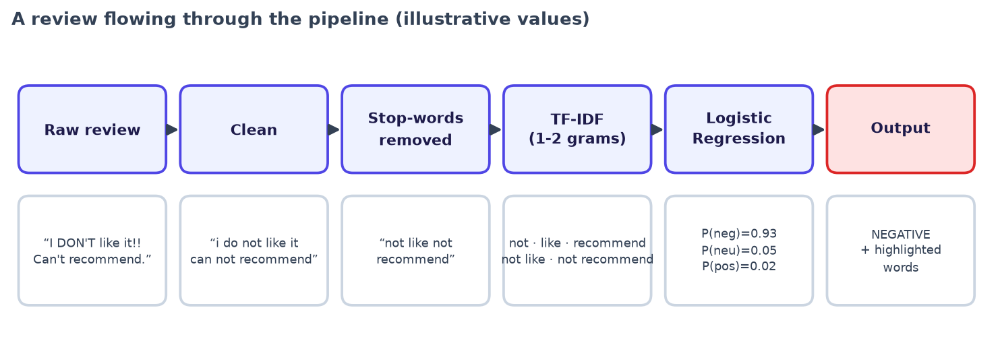 A review flowing through the pipeline (illustrative values)
Raw review
Clean
Stop-words
removed
TF-IDF
(1-2 grams)
Logistic
Regression
Output
“I DON'T like it!!
Can't recommend.”
“i do not like it
can not recommend”
“not like not
recommend”
not · like · recommend
not like · not recommend
P(neg)=0.93
P(neu)=0.05
P(pos)=0.02
NEGATIVE
+ highlighted
words